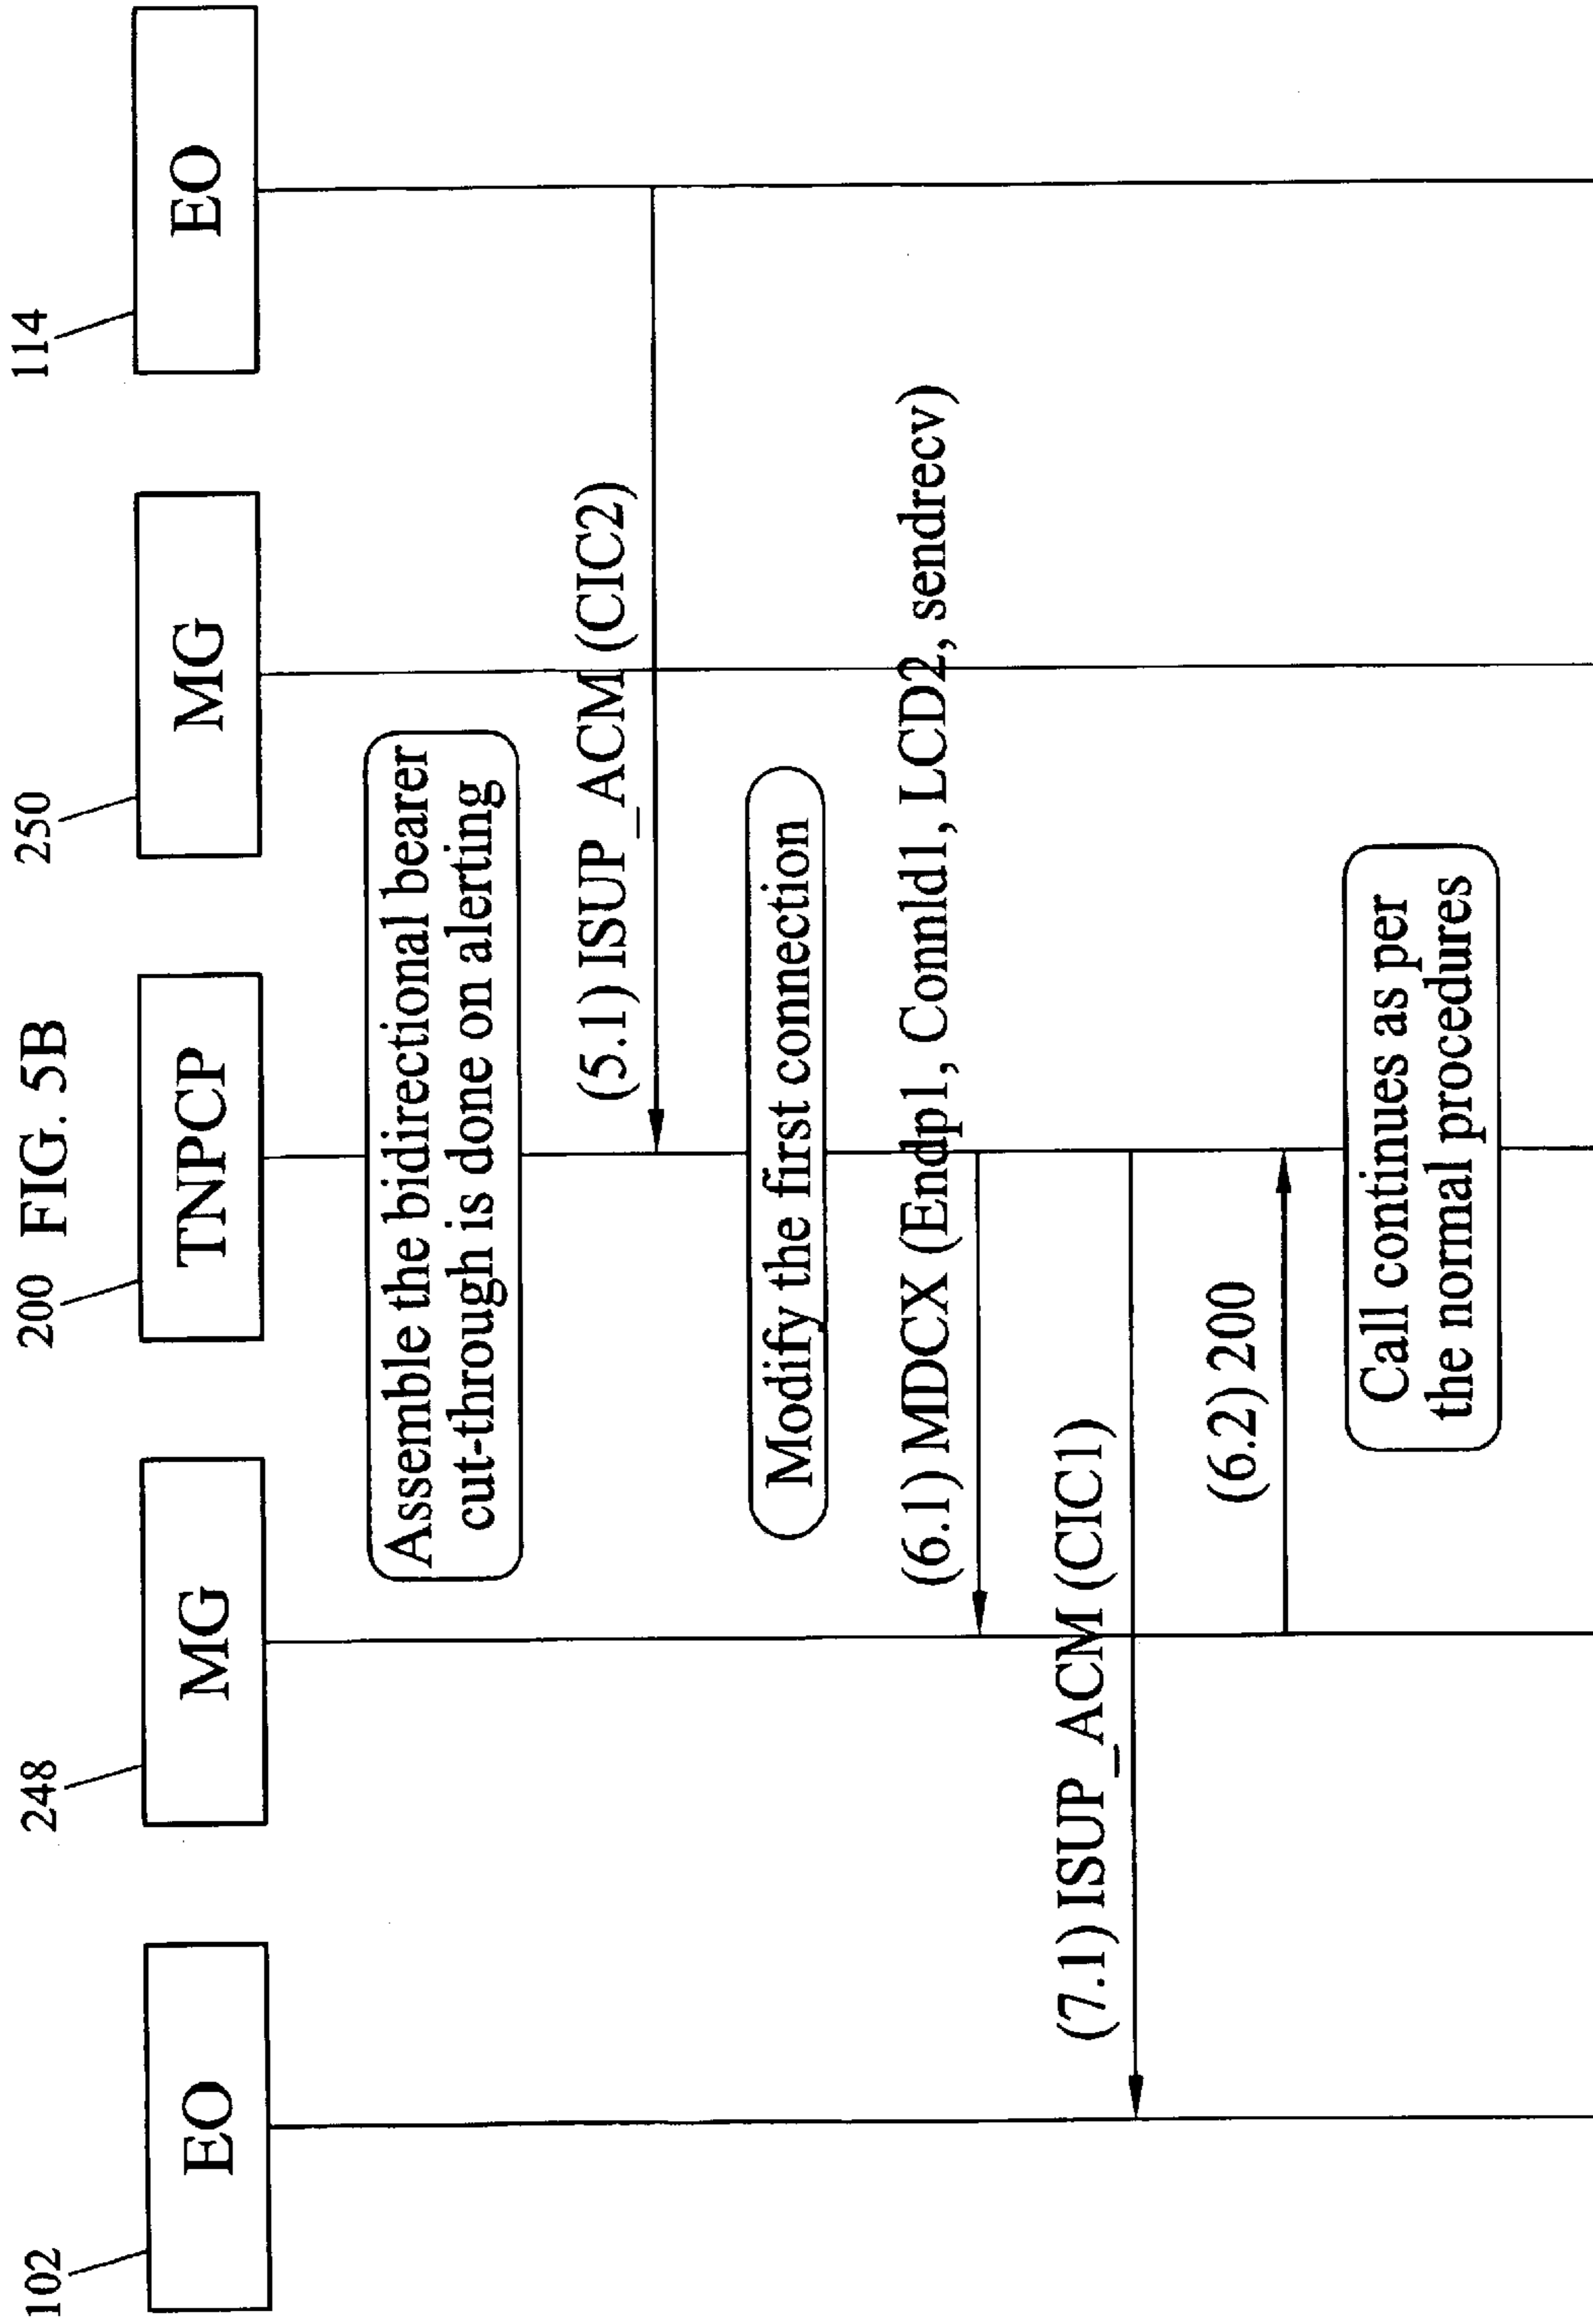 FIG. 5B
102
248
200
250
114
EO
MG
TNPCP
MG
EO
Assemble the bidirectional bearer
cut-through is done on alerting
(5.1) ISUP_ACM (CIC2)
Modify the first connection
(6.1) MDCX (Endp1, ConnId1, LCD2, sendrecv)
(7.1) ISUP_ACM (CIC1)
(6.2) 200
Call continues as per
the normal procedures